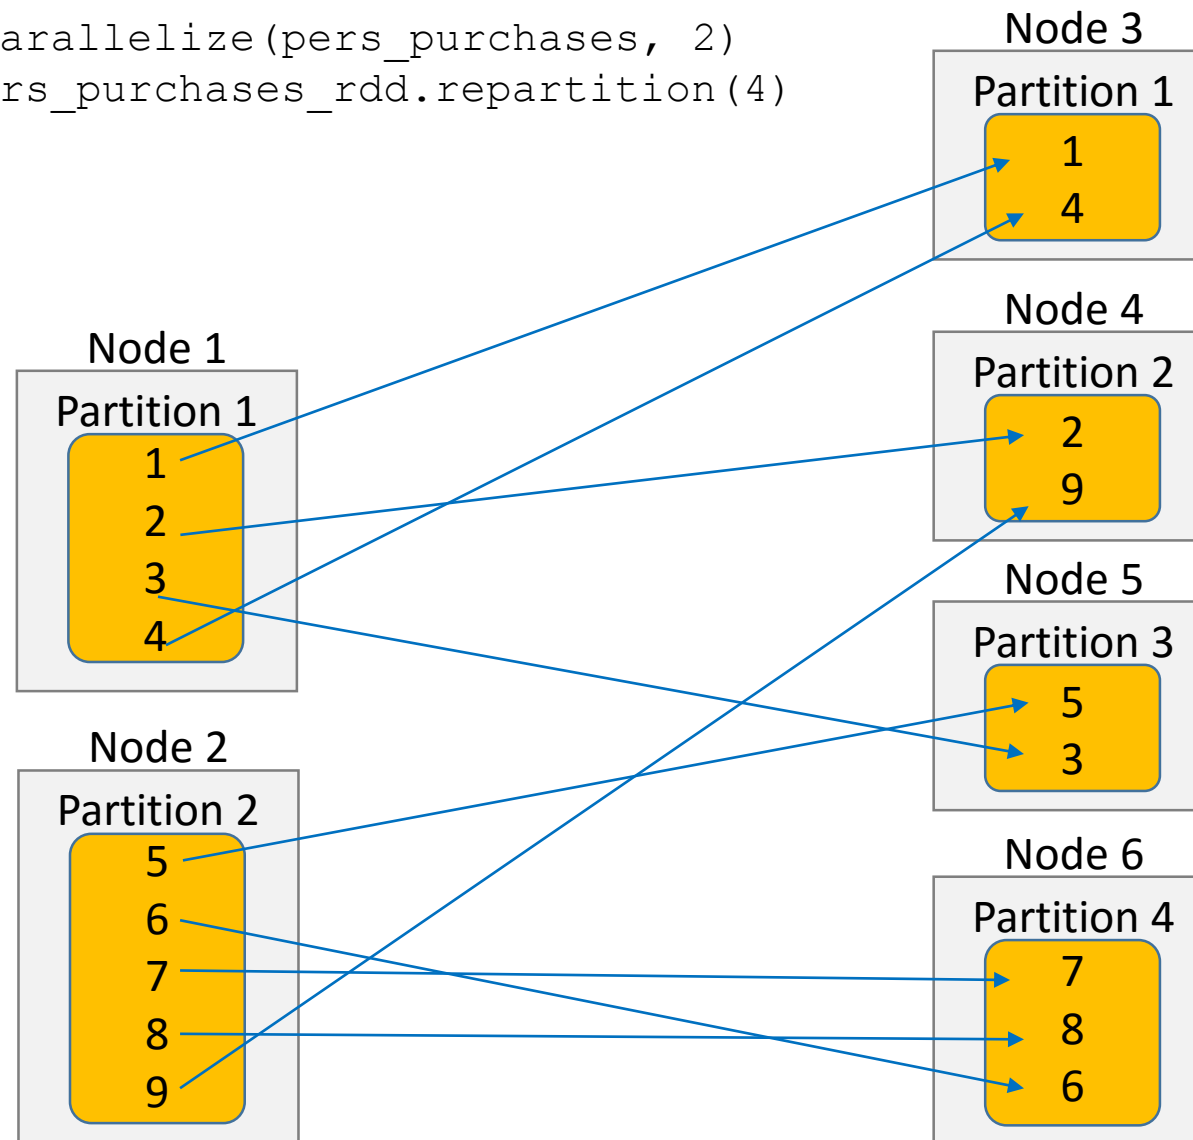 arallelize(pers_purchases, 2)
rs_purchases_rdd.repartition(4)
Node 1
Partition 1
1
2
3
4
Node 2
Partition 2
5
6
7
8
9
Node 3
Partition 1
1
4
Node 4
Partition 2
2
9
Node 5
Partition 3
5
3
Node 6
Partition 4
7
8
6